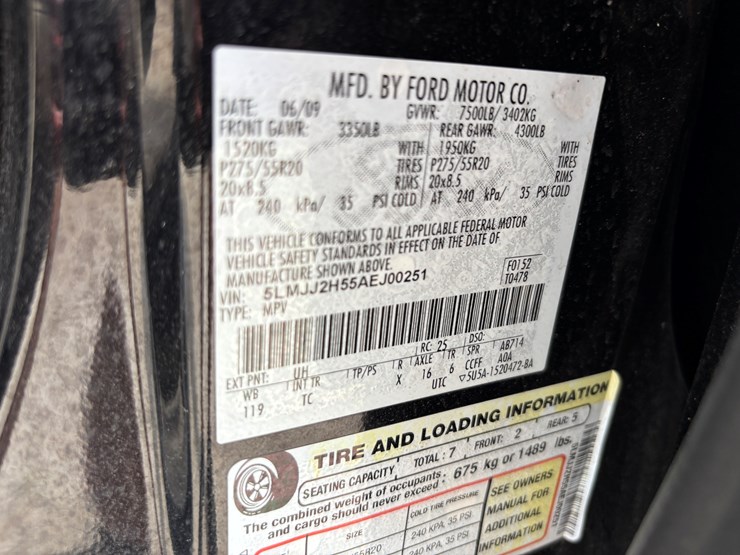 MFD. BY FORD MOTOR CO.
DATE: 06/09 GVWR: 7500LB/ 3402KG
FRONT GAWR: 3350LB REAR GAWR: 4300LB
1520KG WITH 1950KG WITH
P275/55R20 TIRES P275/55R20 TIRES
20x8.5 RIMS 20x8.5 RIMS
AT 240 kPa/ 35 PSI COLD AT 240 kPa/ 35 PSI COLD
THIS VEHICLE CONFORMS TO ALL APPLICABLE FEDERAL MOTOR
VEHICLE SAFETY STANDARDS IN EFFECT ON THE DATE OF
MANUFACTURE SHOWN ABOVE.
VIN: 5LMJJ2H55AEJ00251
TYPE: MPV
F0152
T0478
EXT PNT: UH RC: 25 DSO:
WB INT TR TP/PS R AXLE TR SPR AB714
119 TC X 16 6 CCFF AOA
UTC ▽5U5A-1520472-BA
TIRE AND LOADING INFORMATION
SEATING CAPACITY TOTAL: 7 FRONT: 2 REAR: 5
The combined weight of occupants
and cargo should never exceed 675 kg or 1489 lbs.
SIZE COLD TIRE PRESSURE SEE OWNERS
MANUAL FOR
ADDITIONAL
INFORMATION
240 KPA, 35 PSI
240 KPA, 35 PSI